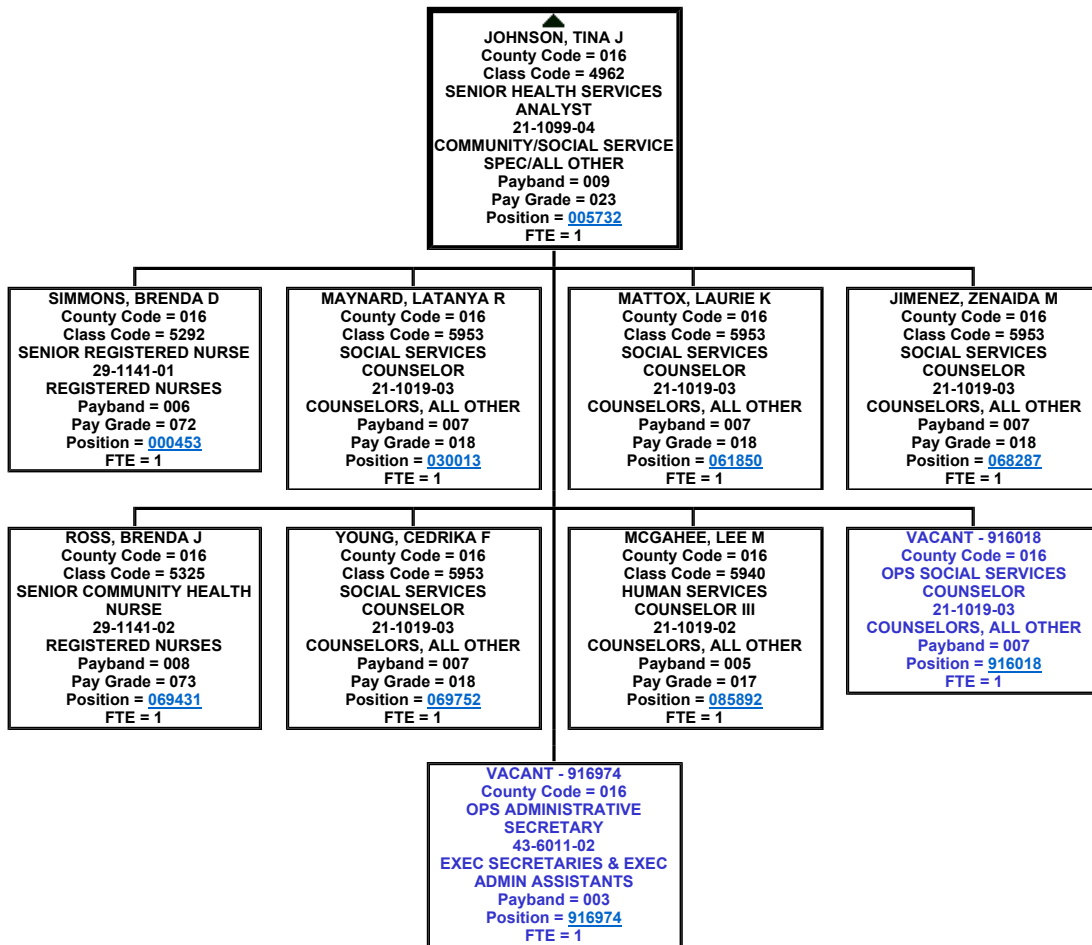 JOHNSON, TINA J
County Code = 016
Class Code = 4962
SENIOR HEALTH SERVICES
ANALYST
21-1099-04
COMMUNITY/SOCIAL SERVICE
SPEC/ALL OTHER
Payband = 009
Pay Grade = 023
Position = 005732
FTE = 1
SIMMONS, BRENDA D
County Code = 016
Class Code = 5292
SENIOR REGISTERED NURSE
29-1141-01
REGISTERED NURSES
Payband = 006
Pay Grade = 072
Position = 000453
FTE = 1
MAYNARD, LATANYA R
County Code = 016
Class Code = 5953
SOCIAL SERVICES
COUNSELOR
21-1019-03
COUNSELORS, ALL OTHER
Payband = 007
Pay Grade = 018
Position = 030013
FTE = 1
MATTOX, LAURIE K
County Code = 016
Class Code = 5953
SOCIAL SERVICES
COUNSELOR
21-1019-03
COUNSELORS, ALL OTHER
Payband = 007
Pay Grade = 018
Position = 061850
FTE = 1
JIMENEZ, ZENAIDA M
County Code = 016
Class Code = 5953
SOCIAL SERVICES
COUNSELOR
21-1019-03
COUNSELORS, ALL OTHER
Payband = 007
Pay Grade = 018
Position = 068287
FTE = 1
ROSS, BRENDA J
County Code = 016
Class Code = 5325
SENIOR COMMUNITY HEALTH
NURSE
29-1141-02
REGISTERED NURSES
Payband = 008
Pay Grade = 073
Position = 069431
FTE = 1
YOUNG, CEDRIKA F
County Code = 016
Class Code = 5953
SOCIAL SERVICES
COUNSELOR
21-1019-03
COUNSELORS, ALL OTHER
Payband = 007
Pay Grade = 018
Position = 069752
FTE = 1
MCGAHEE, LEE M
County Code = 016
Class Code = 5940
HUMAN SERVICES
COUNSELOR III
21-1019-02
COUNSELORS, ALL OTHER
Payband = 005
Pay Grade = 017
Position = 085892
FTE = 1
VACANT - 916018
County Code = 016
OPS SOCIAL SERVICES
COUNSELOR
21-1019-03
COUNSELORS, ALL OTHER
Payband = 007
Position = 916018
FTE = 1
VACANT - 916974
County Code = 016
OPS ADMINISTRATIVE
SECRETARY
43-6011-02
EXEC SECRETARIES & EXEC
ADMIN ASSISTANTS
Payband = 003
Position = 916974
FTE = 1